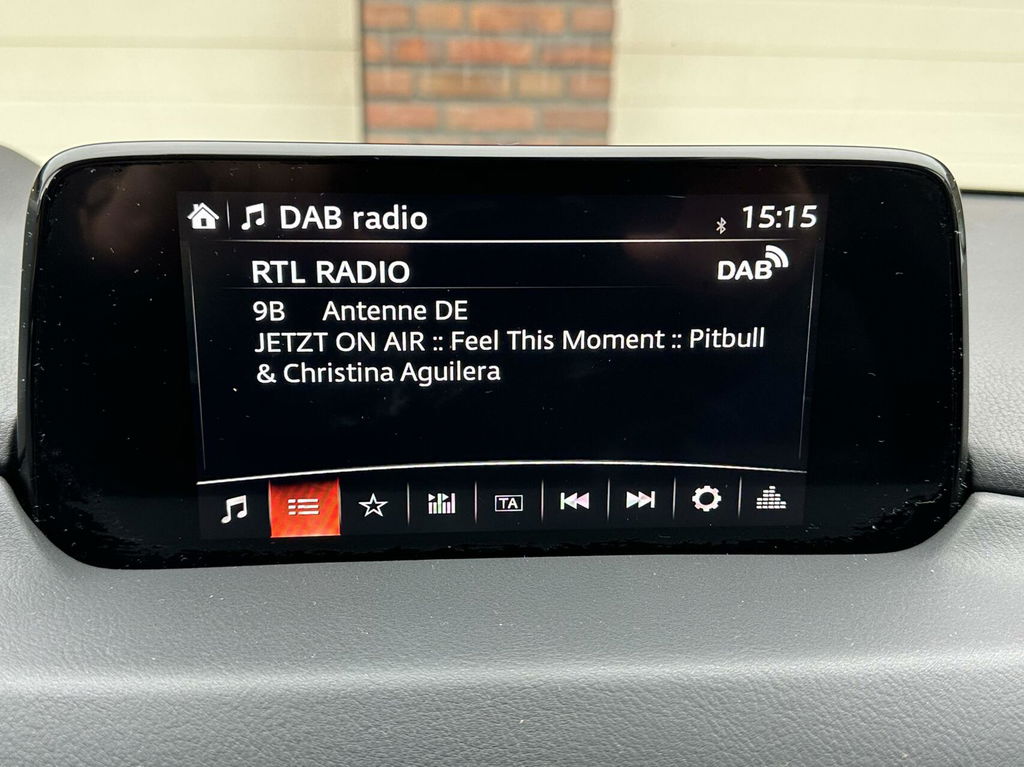 DAB radio 15:15
RTL RADIO DAB
9B Antenne DE
JETZT ON AIR :: Feel This Moment :: Pitbull
& Christina Aguilera
TA